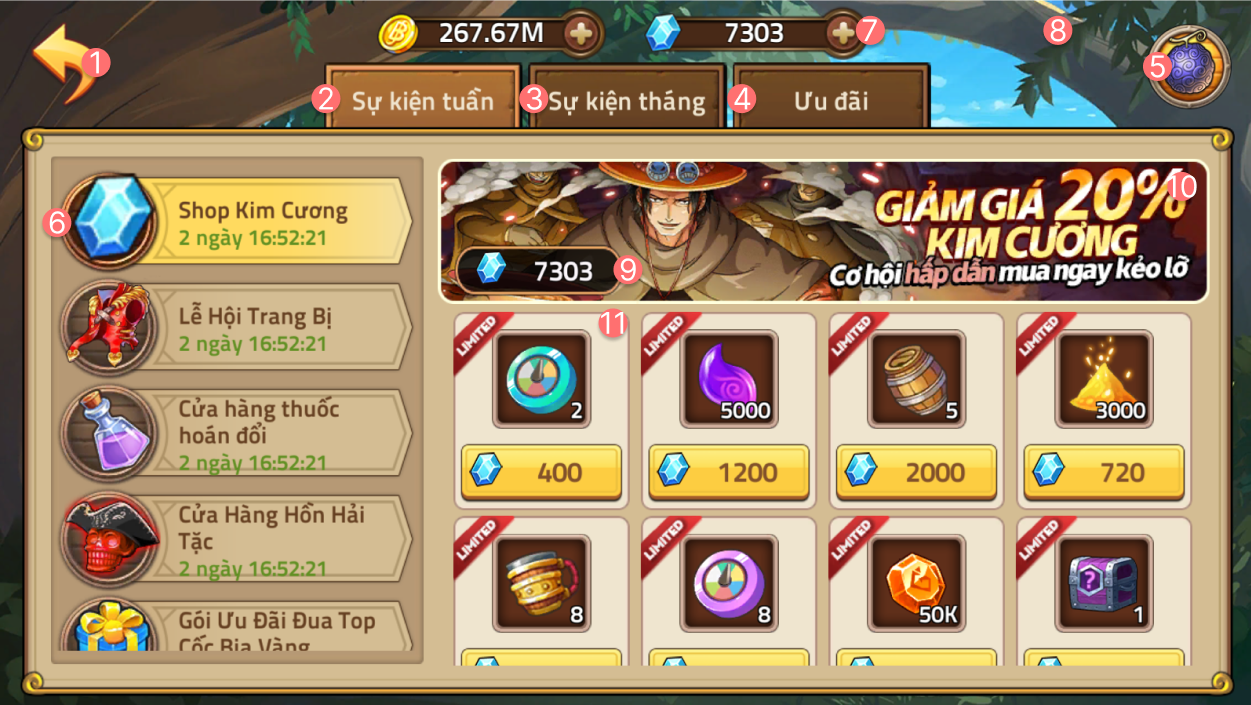 267.67M
7303
7
8
1
5
2
Sự kiện tuần
3
Sự kiện tháng
4
Ưu đãi
6
Shop Kim Cương
2 ngày 16:52:21
Lễ Hội Trang Bị
2 ngày 16:52:21
Cửa hàng thuốc
hoán đổi
2 ngày 16:52:21
Cửa Hàng Hồn Hải
Tặc
2 ngày 16:52:21
Gói Ưu Đãi Đua Top
Cốc Bia Vàng
GIẢM GIÁ 20%
10
KIM CƯƠNG
Cơ hội hấp dẫn mua ngay kẻo lỡ
7303
9
11
LIMITED
2
400
LIMITED
5000
1200
LIMITED
5
2000
LIMITED
3000
720
LIMITED
8
LIMITED
8
LIMITED
50K
LIMITED
?
1